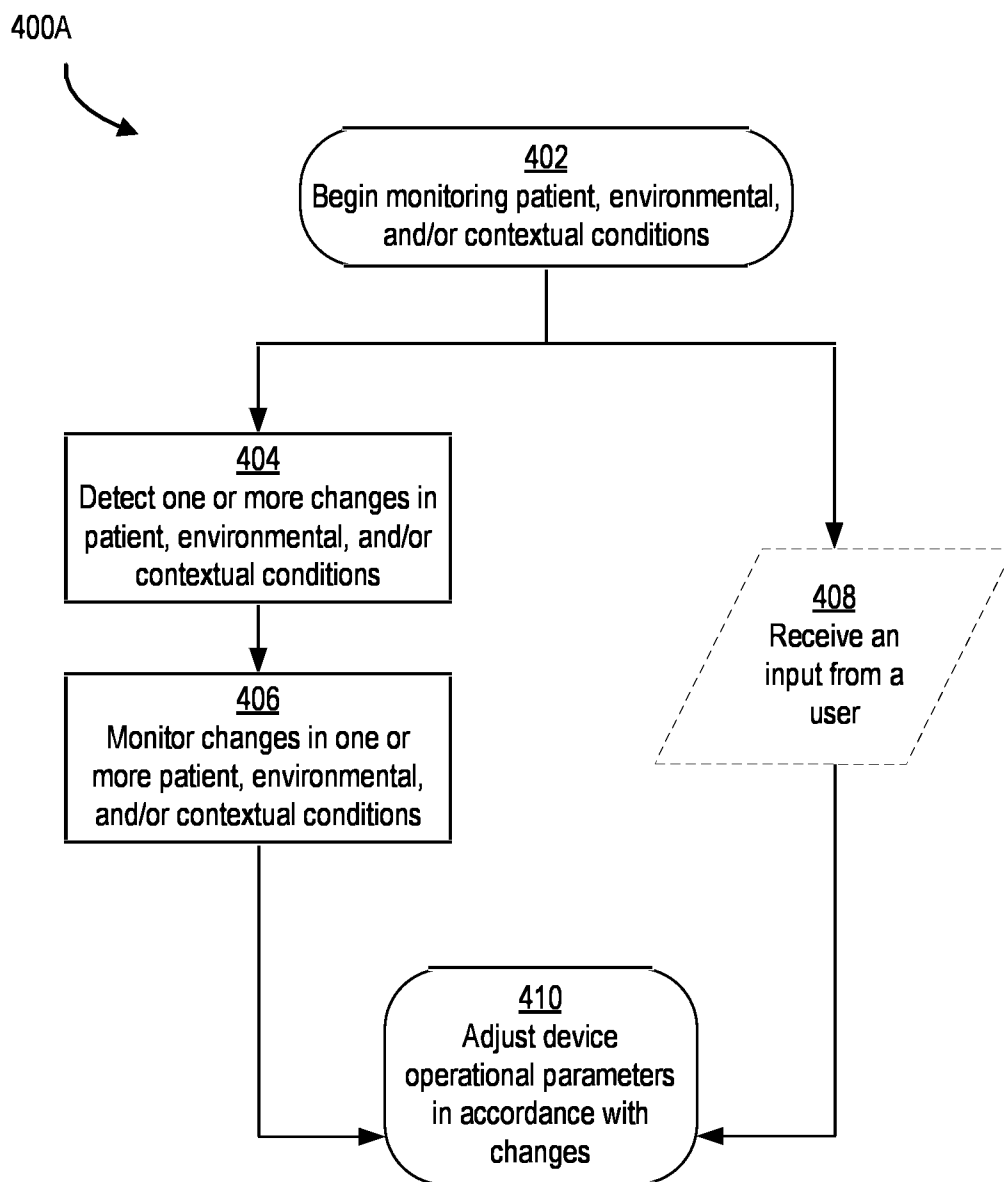 400A
402
Begin monitoring patient, environmental,
and/or contextual conditions
404
Detect one or more changes in
patient, environmental, and/or
contextual conditions
406
Monitor changes in one or
more patient, environmental,
and/or contextual conditions
408
Receive an
input from a
user
410
Adjust device
operational parameters
in accordance with
changes